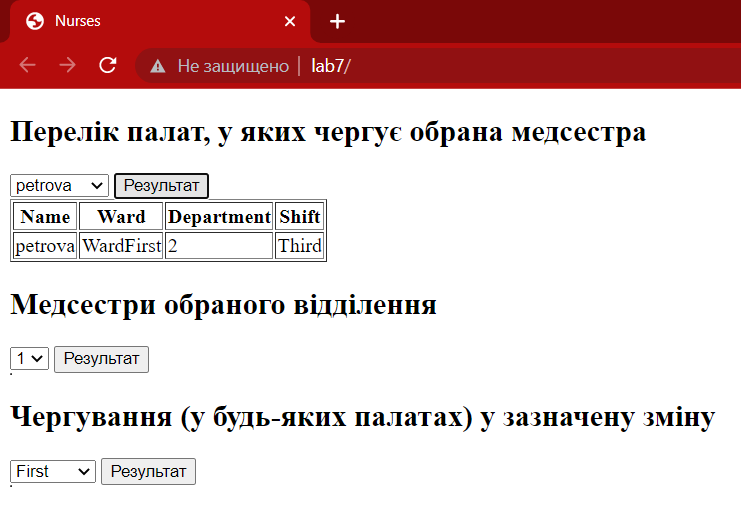 Nurses
Не защищено | lab7/
Перелік палат, у яких чергує обрана медсестра
petrova Результат
Name Ward Department Shift
petrova WardFirst 2 Third
Медсестри обраного відділення
1 Результат
Чергування (у будь-яких палатах) у зазначену зміну
First Результат